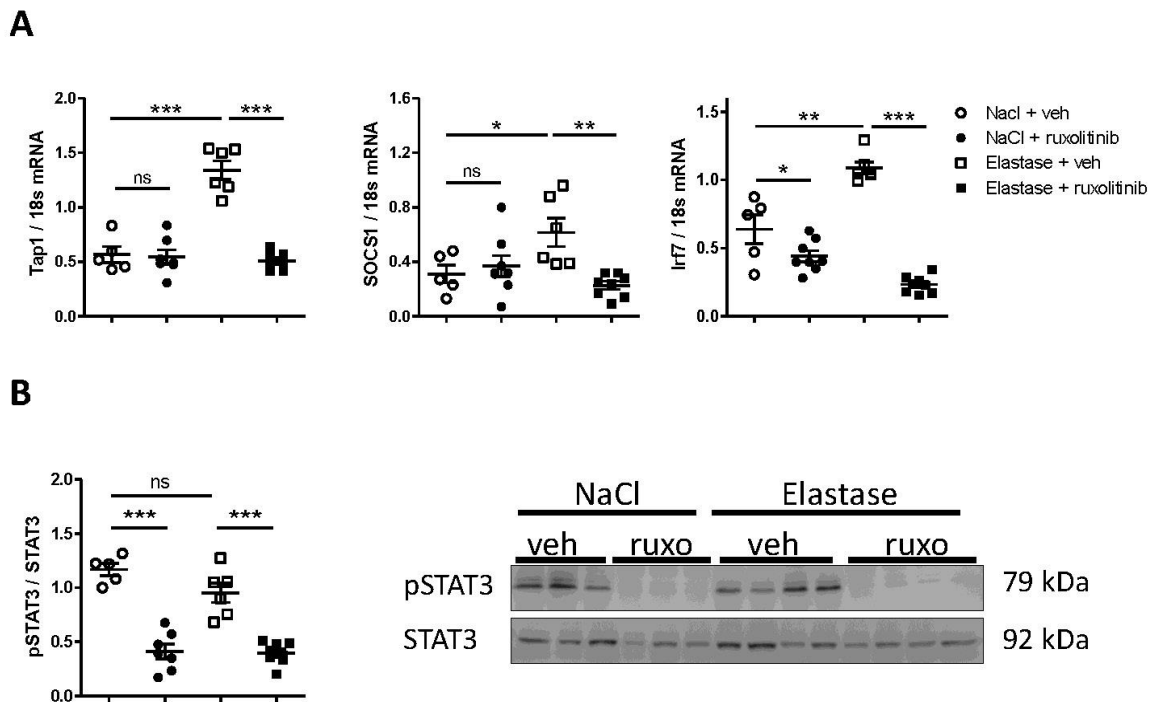 A
Tap1 / 18s mRNA
2.0
1.5
1.0
0.5
0.0
***
***
ns
SOCS1 / 18s mRNA
1.6
1.2
0.8
0.4
0.0
*
**
ns
Irf7 / 18s mRNA
1.5
1.0
0.5
0.0
**
***
*
Nacl + veh
NaCl + ruxolitinib
Elastase + veh
Elastase + ruxolitinib
B
pSTAT3 / STAT3
2.0
1.5
1.0
0.5
0.0
ns
***
***
NaCl Elastase
veh ruxo veh ruxo
pSTAT3 79 kDa
STAT3 92 kDa